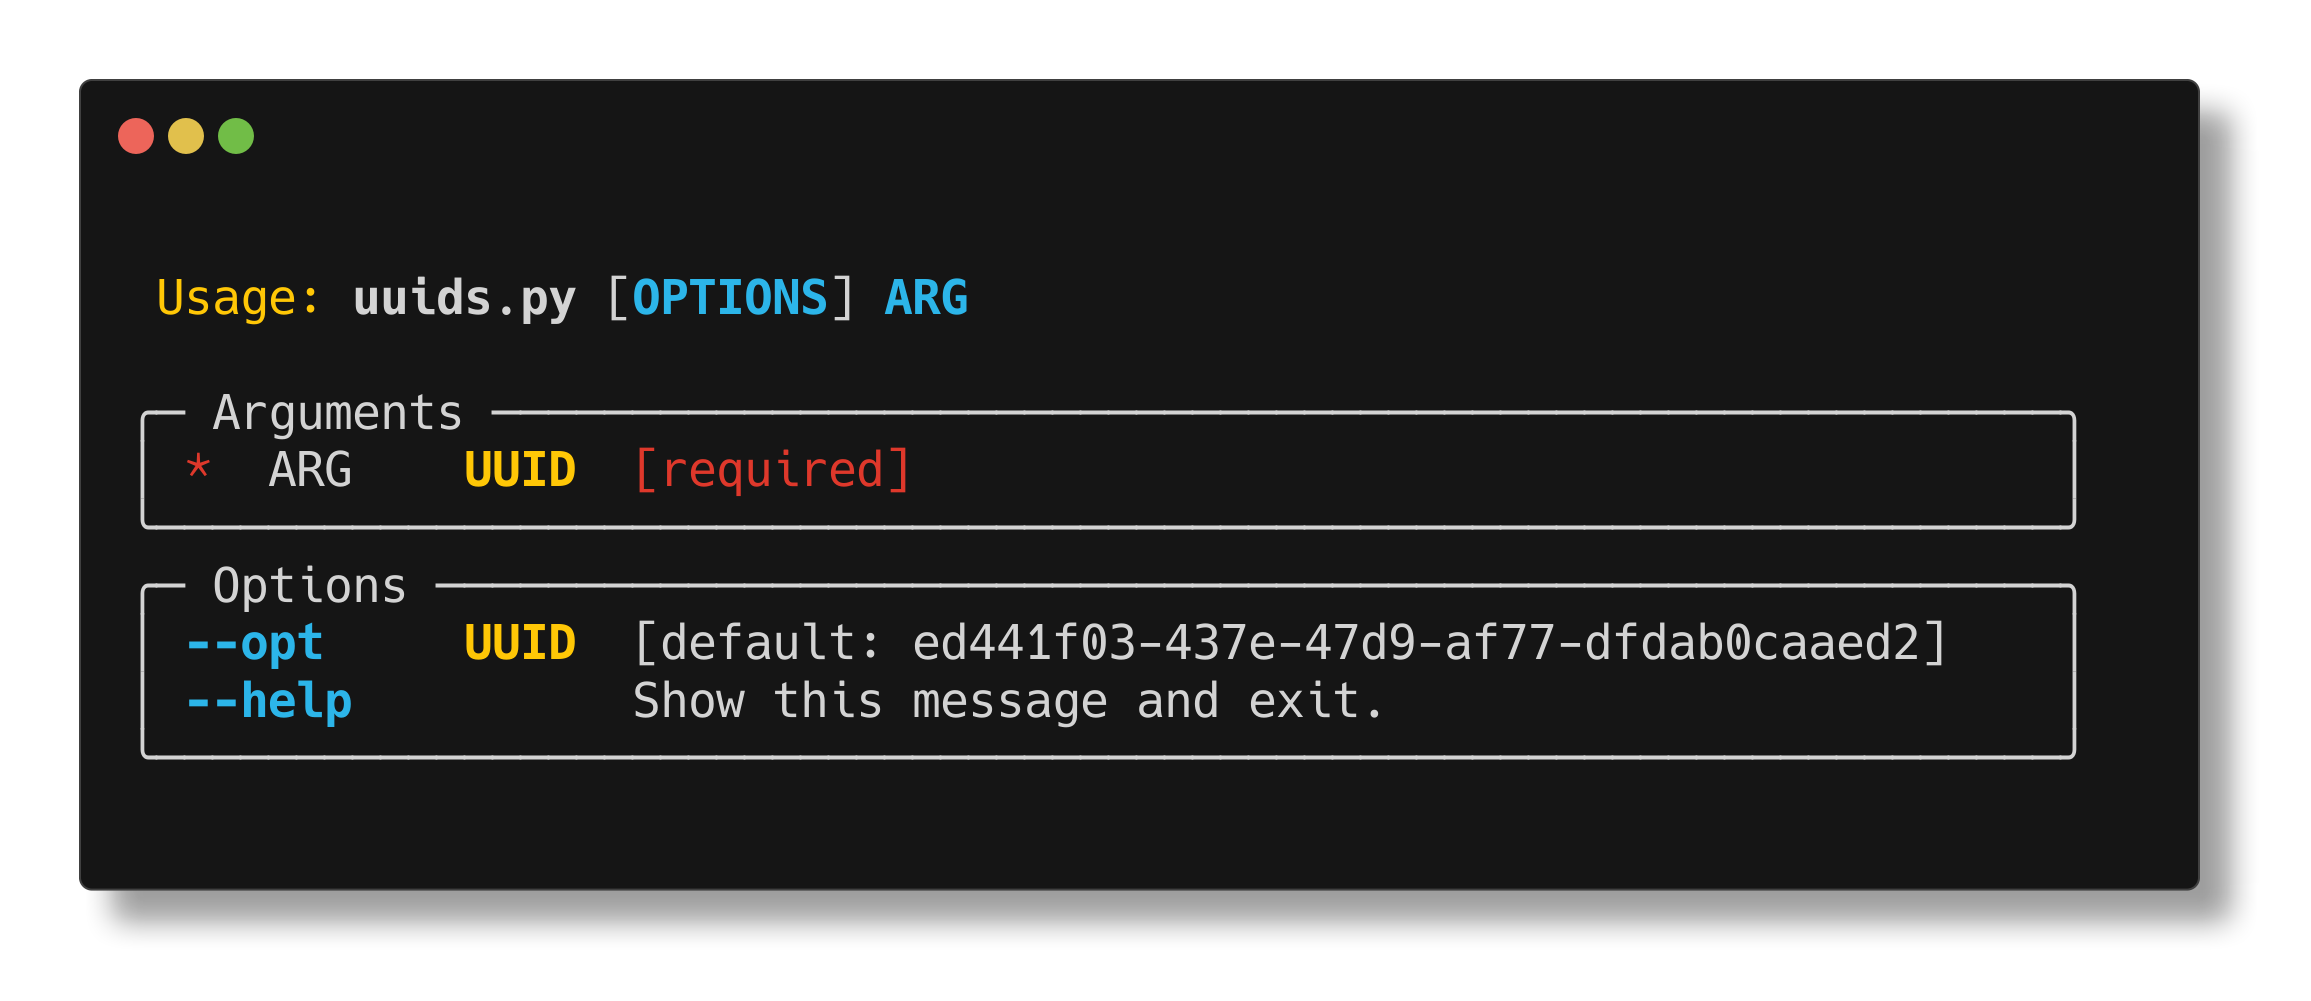 Usage: uuids.py [OPTIONS] ARG
Arguments
* ARG UUID [required]
Options
--opt UUID [default: ed441f03-437e-47d9-af77-dfdab0caaed2]
--help Show this message and exit.